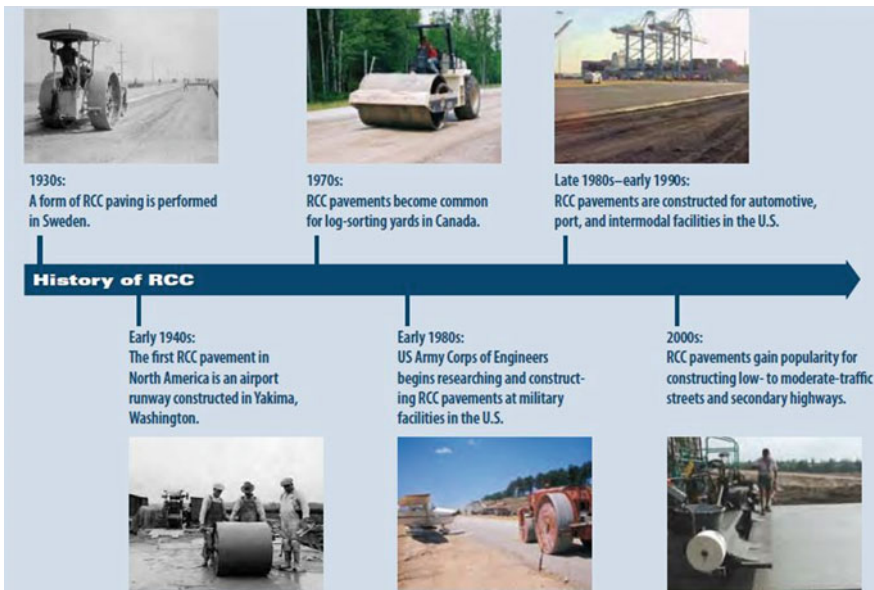 1930s:
A form of RCC paving is performed
in Sweden.
1970s:
RCC pavements become common
for log-sorting yards in Canada.
Late 1980s–early 1990s:
RCC pavements are constructed for automotive,
port, and intermodal facilities in the U.S.
History of RCC
Early 1940s:
The first RCC pavement in
North America is an airport
runway constructed in Yakima,
Washington.
Early 1980s:
US Army Corps of Engineers
begins researching and construct-
ing RCC pavements at military
facilities in the U.S.
2000s:
RCC pavements gain popularity for
constructing low- to moderate-traffic
streets and secondary highways.